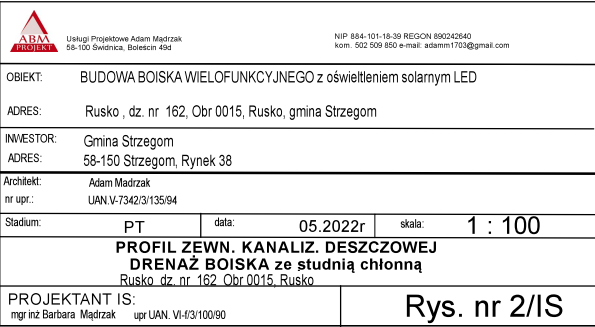 ABM
PROJEKT
Usługi Projektowe Adam Mądrzak
58-100 Świdnica, Boleścin 49d
NIP 884-101-18-39 REGON 890242640
kom. 502 509 850 e-mail: adamm1703@gmail.com
OBIEKT: BUDOWA BOISKA WIELOFUNKCYJNEGO z oświeltleniem solarnym LED
ADRES: Rusko , dz. nr 162, Obr 0015, Rusko, gmina Strzegom
INWESTOR: Gmina Strzegom
ADRES: 58-150 Strzegom, Rynek 38
Architekt: Adam Madrzak
nr upr.: UAN.V-7342/3/135/94
Stadium: PT data: 05.2022r skala: 1 : 100
PROFIL ZEWN. KANALIZ. DESZCZOWEJ
DRENAŻ BOISKA ze studnią chłonną
Rusko dz. nr 162 Obr 0015, Rusko
PROJEKTANT IS:
mgr inż Barbara Mądrzak upr UAN. VI-f/3/100/90
Rys. nr 2/IS